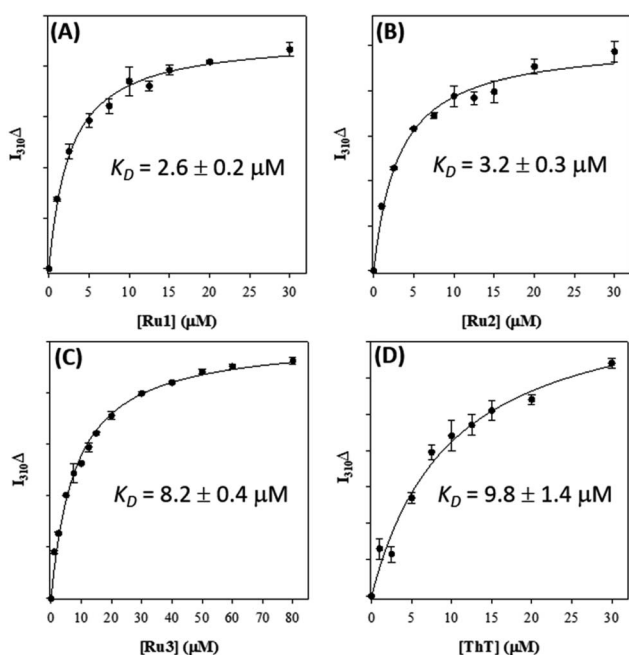 (A)
I₃₁₀Δ
K_D = 2.6 ± 0.2 µM
0 5 10 15 20 25 30
[Ru1] (µM)
(B)
I₃₁₀Δ
K_D = 3.2 ± 0.3 µM
0 5 10 15 20 25 30
[Ru2] (µM)
(C)
I₃₁₀Δ
K_D = 8.2 ± 0.4 µM
0 10 20 30 40 50 60 70 80
[Ru3] (µM)
(D)
I₃₁₀Δ
K_D = 9.8 ± 1.4 µM
0 5 10 15 20 25 30
[ThT] (µM)